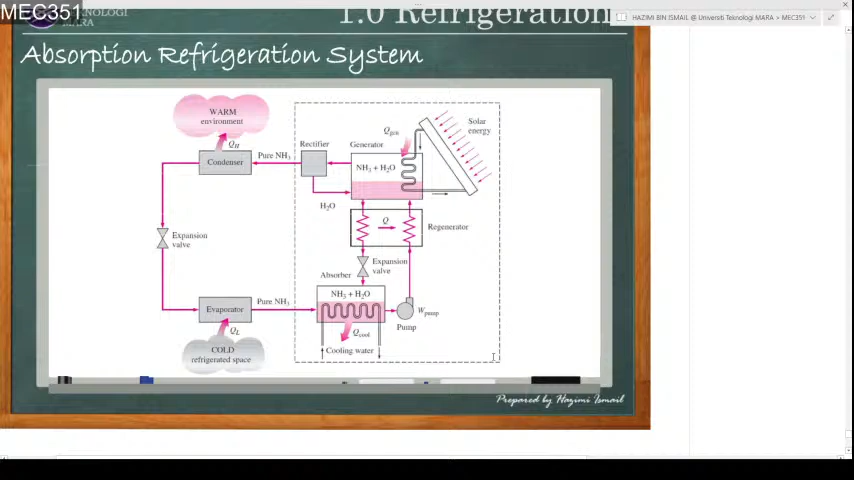 MEC351
TEKNOLOGI
MARA
1.0 Refrigeration
HAZIMI BIN ISMAIL @ Universiti Teknologi MARA > MEC351
Absorption Refrigeration System
WARM
environment
QH
Condenser
Pure NH3
Rectifier
Generator
Qgen
Solar
energy
NH3 + H2O
H2O
Q
Regenerator
Expansion
valve
Expansion
valve
Absorber
NH3 + H2O
Evaporator
Pure NH3
Wpump
Pump
QL
Qcool
COLD
refrigerated space
Cooling water
Prepared by Hazimi Ismail